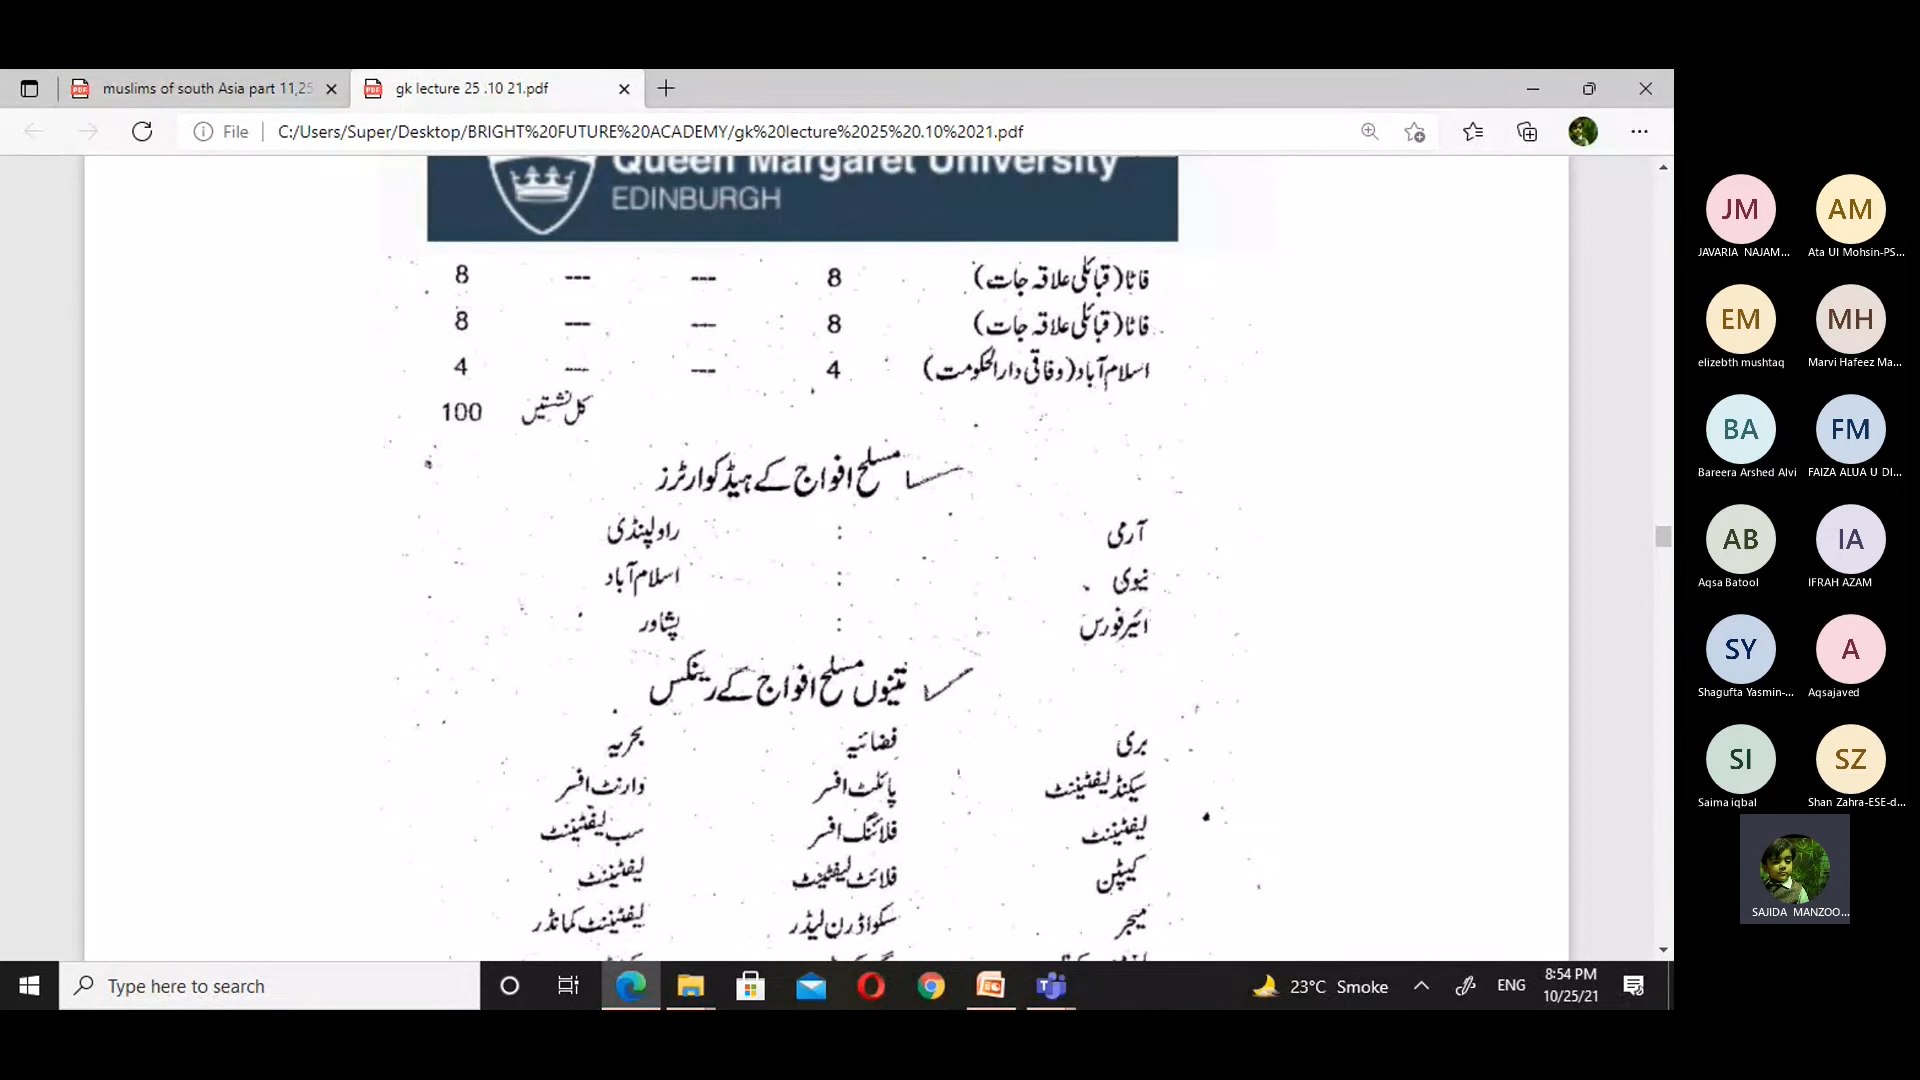 muslims of south Asia part 11,25
gk lecture 25 .10 21.pdf
File
C:/Users/Super/Desktop/BRIGHT%20FUTURE%20ACADEMY/gk%20lecture%2025%20.10%2021.pdf
Queen Margaret University
EDINBURGH
فاٹا (قبائلی علاقہ جات) 8 --- --- 8
فاٹا (قبائلی علاقہ جات) 8 --- --- 8
اسلام آباد (وفاقی دارالحکومت) 4 --- --- 4
کل نشستیں 100
مسلح افواج کے ہیڈ کوارٹرز
آرمی : راولپنڈی
نیوی : اسلام آباد
ائیر فورس : پشاور
تینوں مسلح افواج کے رینکس
بری فضائیہ بحریہ
سیکنڈ لیفٹیننٹ پائلٹ افسر وارنٹ افسر
لیفٹیننٹ فلائنگ افسر سب لیفٹیننٹ
کیپٹن فلائٹ لیفٹیننٹ لیفٹیننٹ
میجر سکواڈرن لیڈر لیفٹیننٹ کمانڈر
JM AM
JAVARIA NAJAM... Ata Ul Mohsin-PS...
EM MH
elizebth mushtaq Marvi Hafeez Ma...
BA FM
Bareera Arshed Alvi FAIZA ALUA U DI...
AB IA
Aqsa Batool IFRAH AZAM
SY A
Shagufta Yasmin-... Aqsajaved
SI SZ
Saima iqbal Shan Zahra-ESE-d...
SAJIDA MANZOO...
Type here to search
23°C Smoke
ENG
8:54 PM
10/25/21